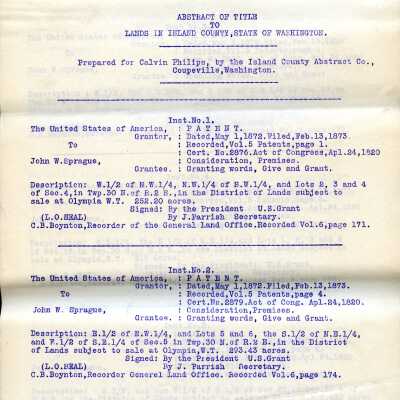 ABSTRACT OF TITLE
TO
LANDS IN ISLAND COUNTY, STATE OF WASHINGTON.
Prepared for Calvin Philips, by the Island County Abstract Co.,
Coupeville, Washington.
Inst.No.1.
The United States of America, : P A T E N T.
Grantor, : Dated, May 1, 1872. Filed, Feb.13, 1873.
To : Recorded, Vol.5 Patents, page 1.
: Cert. No.2876. Act of Congress, Apl.24, 1820
John W. Sprague, : Consideration, Premises.
Grantee. : Granting words, Give and Grant.
Description: W.1/2 of N.W.1/4, N.W.1/4 of S.W.1/4, and Lots 2, 3 and 4
of Sec.4, in Twp.30 N.of R.2 E., in the District of Lands subject to
sale at Olympia W.T. 252.20 acres.
Signed: By the President U.S.Grant
(L.O.SEAL) By J.Parrish Secretary.
C.B.Boynton, Recorder of the General Land Office. Recorded Vol.6, page 171.
Inst.No.2
The United States of America, : P A T E N T.
Grantor, : Dated, May 1, 1872. Filed, Feb.13, 1873.
To : Recorded, Vol.5 Patents, page 4.
: Cert.No.2879. Act of Cong. Apl.24, 1820.
John W. Sprague, : Consideration, Premises.
Grantee. : Granting words, Give and Grant.
Description: E.1/2 of S.W.1/4, and Lots 5 and 6, the S.1/2 of N.E.1/4,
and E.1/2 of S.E.1/4 of Sec.5 in Twp.30 N.of R.2 E., in the District
of Lands subject to sale at Olympia, W.T. 293.43 acres.
Signed: By the President U.S.Grant
(L.O.SEAL) By J. Parrish Secretary.
C.B.Boynton, Recorder General Land Office. Recorded Vol.6, page 174.